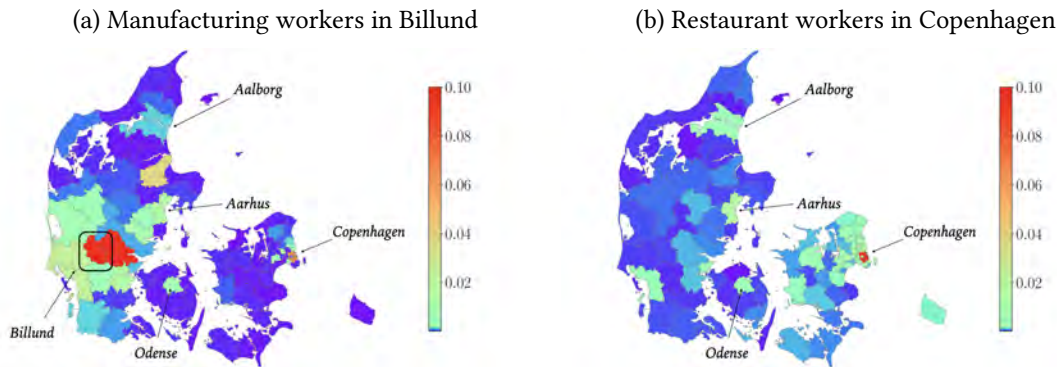 (a) Manufacturing workers in Billund
Aalborg
Aarhus
Copenhagen
Billund
Odense
0.10
0.08
0.06
0.04
0.02
(b) Restaurant workers in Copenhagen
Aalborg
Aarhus
Copenhagen
Odense
0.10
0.08
0.06
0.04
0.02